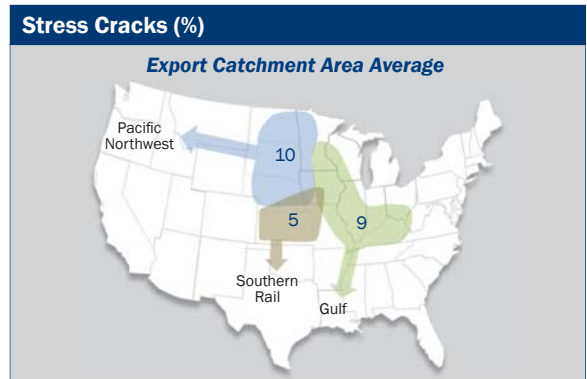 Stress Cracks (%)
Export Catchment Area Average
Pacific
Northwest
10
5
9
Southern
Rail
Gulf